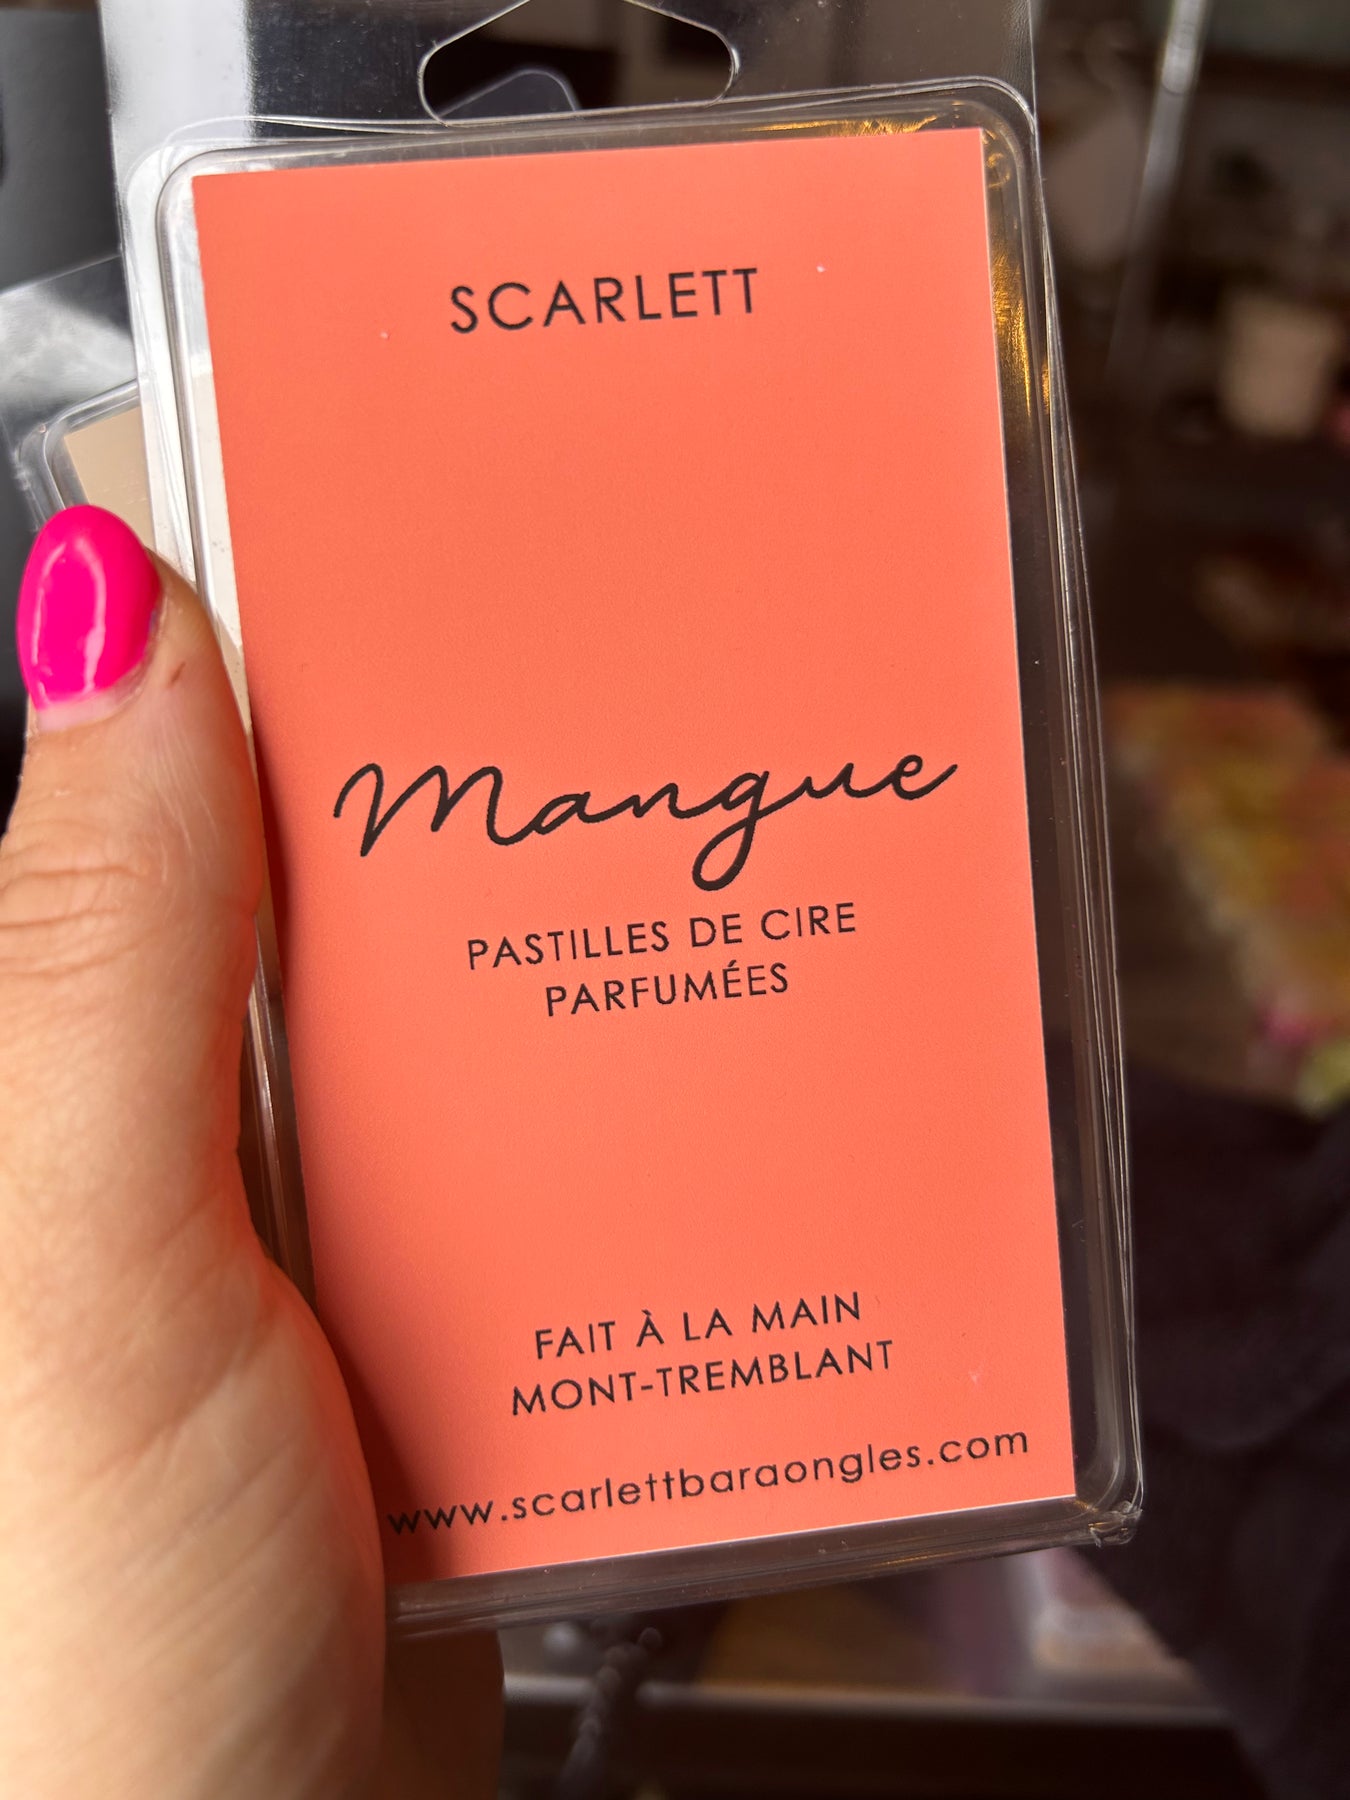 SCARLETT
Mangue
PASTILLES DE CIRE
PARFUMÉES
FAIT À LA MAIN
MONT-TREMBLANT
www.scarlettbaraongles.com